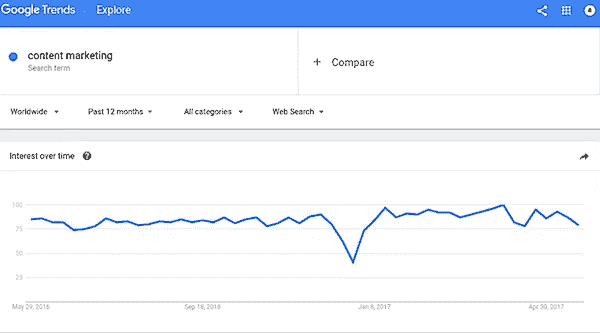 Google Trends Explore
content marketing
Search term
+ Compare
Worldwide Past 12 months All categories Web Search
Interest over time ?
100
75
50
25
May 29, 2016 Sep 18, 2016 Jan 8, 2017 Apr 30, 2017